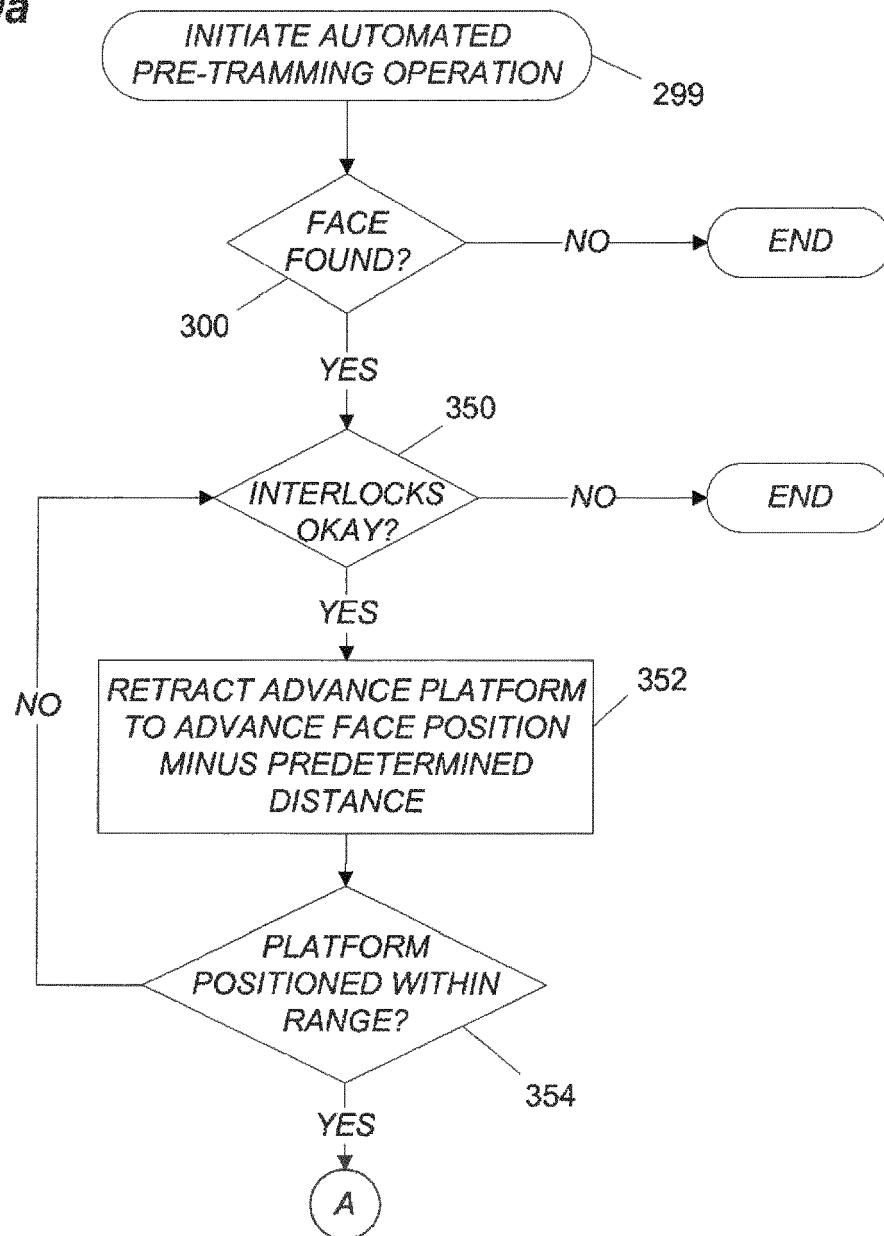 INITIATE AUTOMATED
PRE-TRAMMING OPERATION
299
FACE
FOUND?
NO
END
300
YES
350
INTERLOCKS
OKAY?
NO
END
YES
RETRACT ADVANCE PLATFORM
TO ADVANCE FACE POSITION
MINUS PREDETERMINED
DISTANCE
352
NO
PLATFORM
POSITIONED WITHIN
RANGE?
354
YES
A